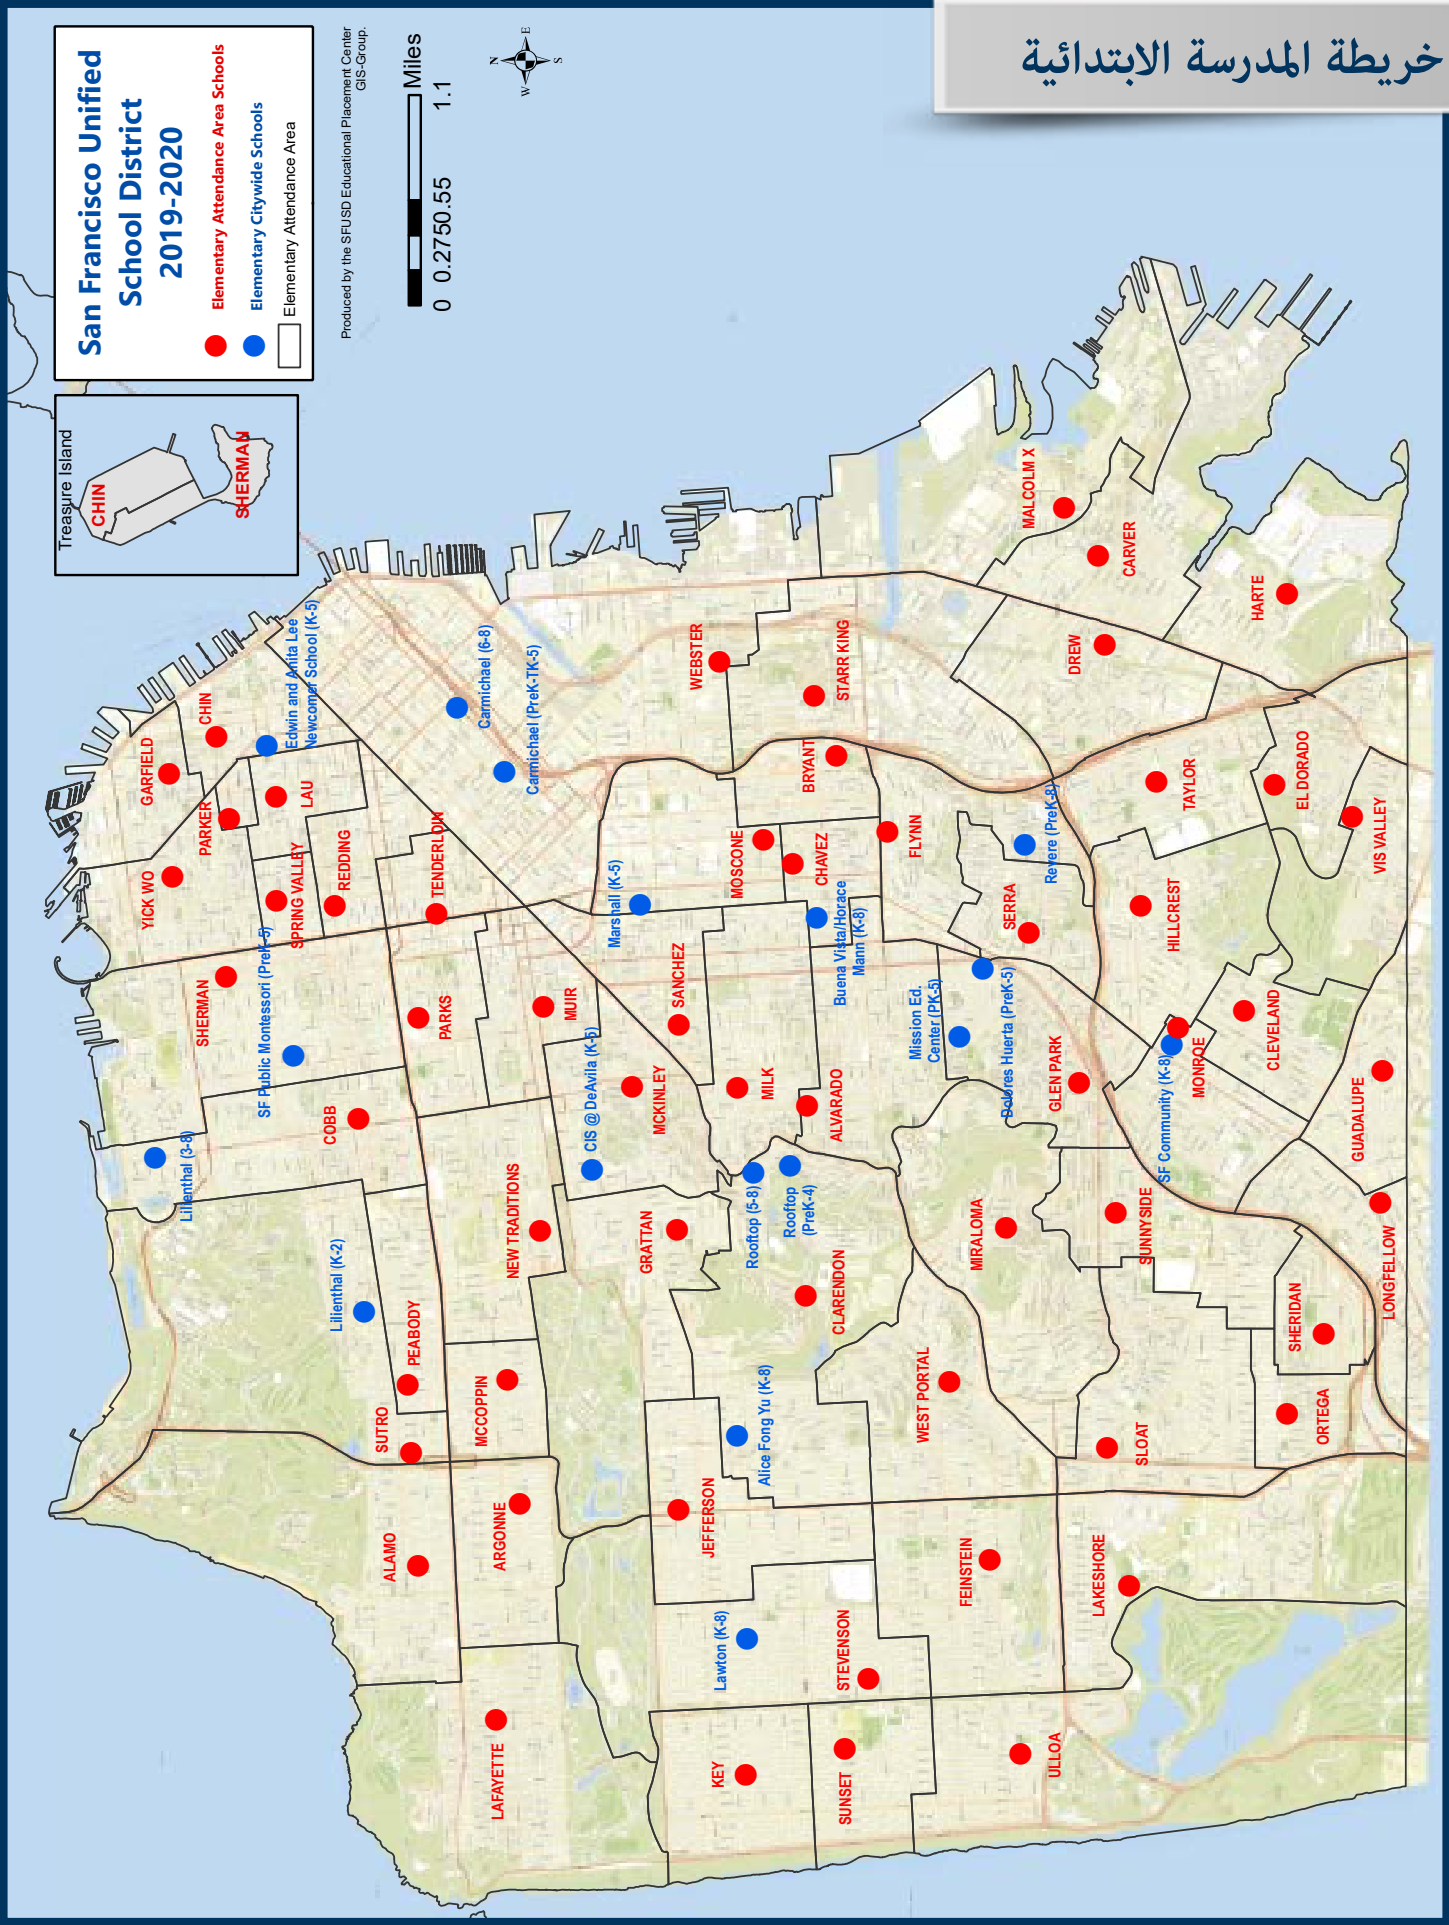 خريطة المدرسة الابتدائية
San Francisco Unified
School District
2019-2020
Elementary Attendance Area Schools
Elementary Citywide Schools
Elementary Attendance Area
Produced by the SFUSD Educational Placement Center
GIS-Group.
Miles
0 0.2750.55 1.1
N
E
S
W
Treasure Island
CHIN
SHERMAN
GARFIELD
CHIN
Edwin and Anita Lee
Newcomer School (K-5)
PARKER
LAU
YICK WO
SPRING VALLEY
REDDING
TENDERLOIN
Carmichael (6-8)
Carmichael (PreK-TK-5)
SHERMAN
SF Public Montessori (PreK-5)
PARKS
MUIR
COBB
Lilienthal (3-8)
Lilienthal (K-2)
NEW TRADITIONS
CIS @ DeAvila (K-5)
MCKINLEY
SANCHEZ
Marshall (K-5)
MOSCONE
CHAVEZ
BRYANT
WEBSTER
STARR KING
FLYNN
Buena Vista/Horace
Mann (K-8)
MILK
ALVARADO
Rooftop (5-8)
Rooftop
(PreK-4)
GRATTAN
CLARENDON
PEABODY
SUTRO
MCCOPPIN
ALAMO
ARGONNE
LAFAYETTE
JEFFERSON
Alice Fong Yu (K-8)
Lawton (K-8)
KEY
STEVENSON
SUNSET
ULLOA
FEINSTEIN
WEST PORTAL
MIRALOMA
SLOAT
LAKESHORE
ORTEGA
SHERIDAN
LONGFELLOW
SUNNYSIDE
GLEN PARK
Mission Ed.
Center (PK-5)
Dolores Huerta (PreK-5)
SERRA
Revere (PreK-8)
MALCOLM X
CARVER
DREW
HARTE
TAYLOR
EL DORADO
VIS VALLEY
HILLCREST
CLEVELAND
MONROE
SF Community (K-8)
GUADALUPE